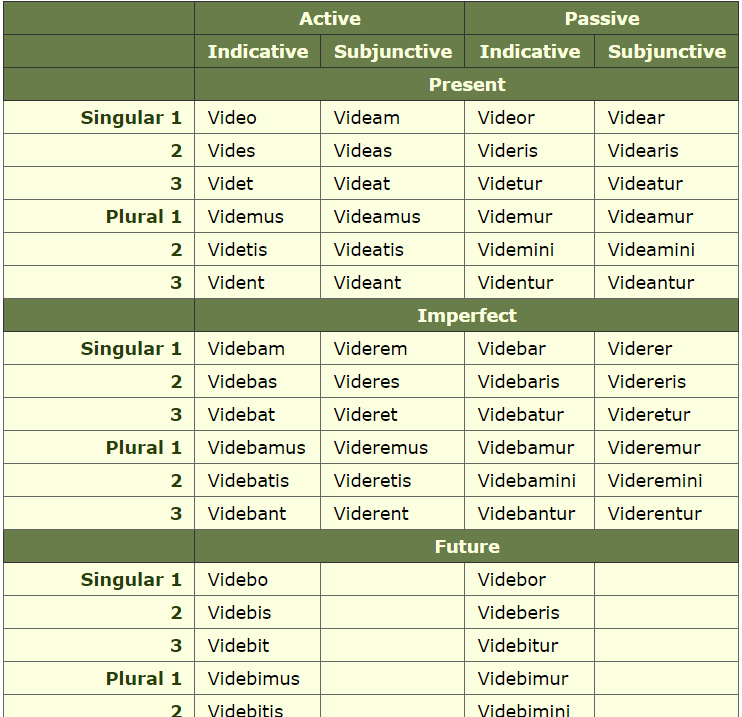 Active Passive
Indicative Subjunctive Indicative Subjunctive
Present
Singular 1 Video Videam Videor Videar
2 Vides Videas Videris Videaris
3 Videt Videat Videtur Videatur
Plural 1 Videmus Videamus Videmur Videamur
2 Videtis Videatis Videmini Videamini
3 Vident Videant Videntur Videantur
Imperfect
Singular 1 Videbam Viderem Videbar Viderer
2 Videbas Videres Videbaris Videreris
3 Videbat Videret Videbatur Videretur
Plural 1 Videbamus Videremus Videbamur Videremur
2 Videbatis Videretis Videbamini Videremini
3 Videbant Viderent Videbantur Viderentur
Future
Singular 1 Videbo Videbor
2 Videbis Videberis
3 Videbit Videbitur
Plural 1 Videbimus Videbimur
2 Videbitis Videbimini